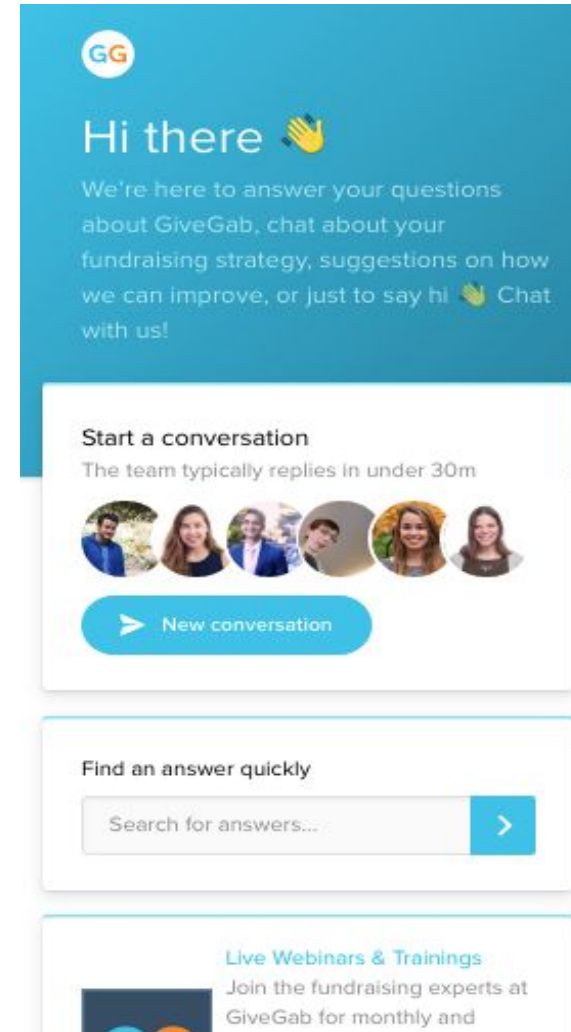 GG
Hi there 👋
We're here to answer your questions
about GiveGab, chat about your
fundraising strategy, suggestions on how
we can improve, or just to say hi 👋 Chat
with us!
Start a conversation
The team typically replies in under 30m
New conversation
Find an answer quickly
Search for answers...
Live Webinars & Trainings
Join the fundraising experts at
GiveGab for monthly and